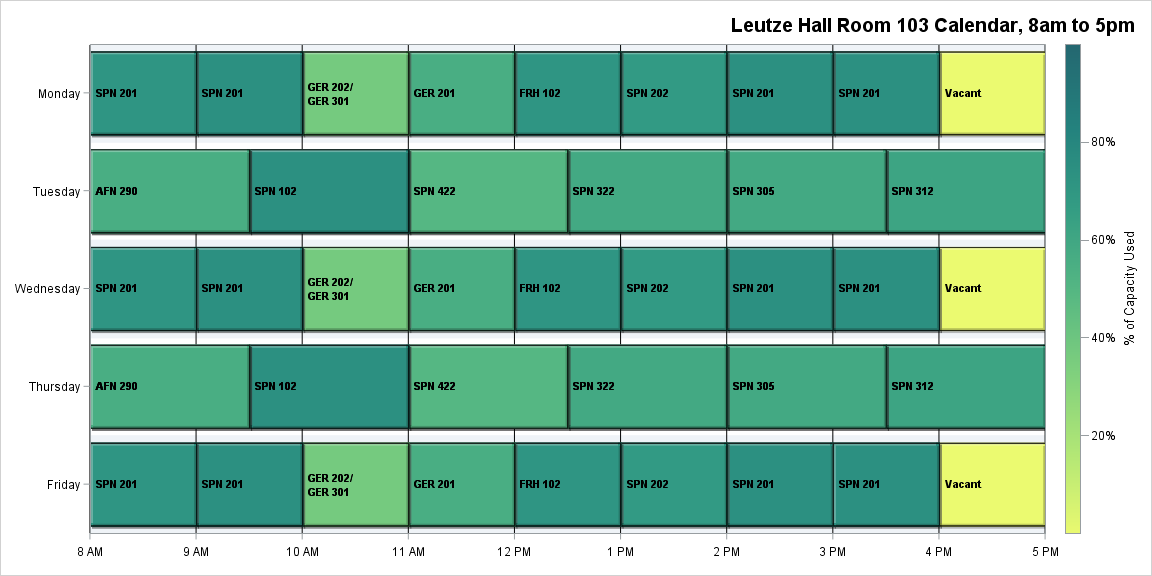 Leutze Hall Room 103 Calendar, 8am to 5pm
Monday
SPN 201
SPN 201
GER 202/
GER 301
GER 201
FRH 102
SPN 202
SPN 201
SPN 201
Vacant
Tuesday
AFN 290
SPN 102
SPN 422
SPN 322
SPN 305
SPN 312
Wednesday
SPN 201
SPN 201
GER 202/
GER 301
GER 201
FRH 102
SPN 202
SPN 201
SPN 201
Vacant
Thursday
AFN 290
SPN 102
SPN 422
SPN 322
SPN 305
SPN 312
Friday
SPN 201
SPN 201
GER 202/
GER 301
GER 201
FRH 102
SPN 202
SPN 201
SPN 201
Vacant
8 AM
9 AM
10 AM
11 AM
12 PM
1 PM
2 PM
3 PM
4 PM
5 PM
80%
60%
40%
20%
% of Capacity Used